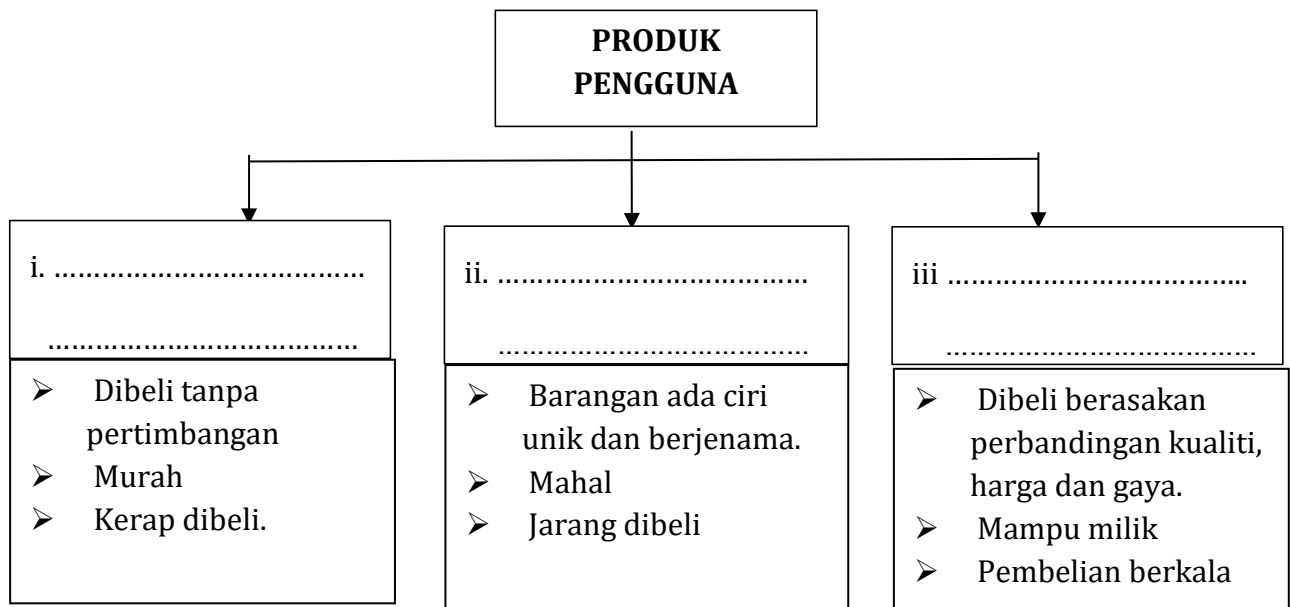 PRODUK
PENGGUNA
i. ……………………………………
……………………………………
➢ Dibeli tanpa
pertimbangan
➢ Murah
➢ Kerap dibeli.
ii. ……………………………………
……………………………………
➢ Barangan ada ciri
unik dan berjenama.
➢ Mahal
➢ Jarang dibeli
iii …………………………………..
……………………………………
➢ Dibeli berasakan
perbandingan kualiti,
harga dan gaya.
➢ Mampu milik
➢ Pembelian berkala